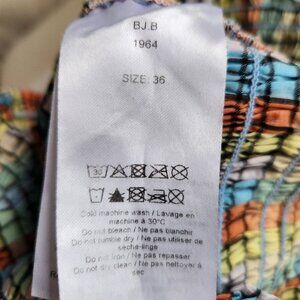 BJ.B
1964
SIZE: 36
30
Cold machine wash / Lavage en
machine à 30°C
Do not bleach / Ne pas blanchir
Do not tumble dry / Ne pas utiliser de
sèche-linge
Do not iron / Ne pas repasser
Do not dry clean / Ne pas nettoyer à
sec